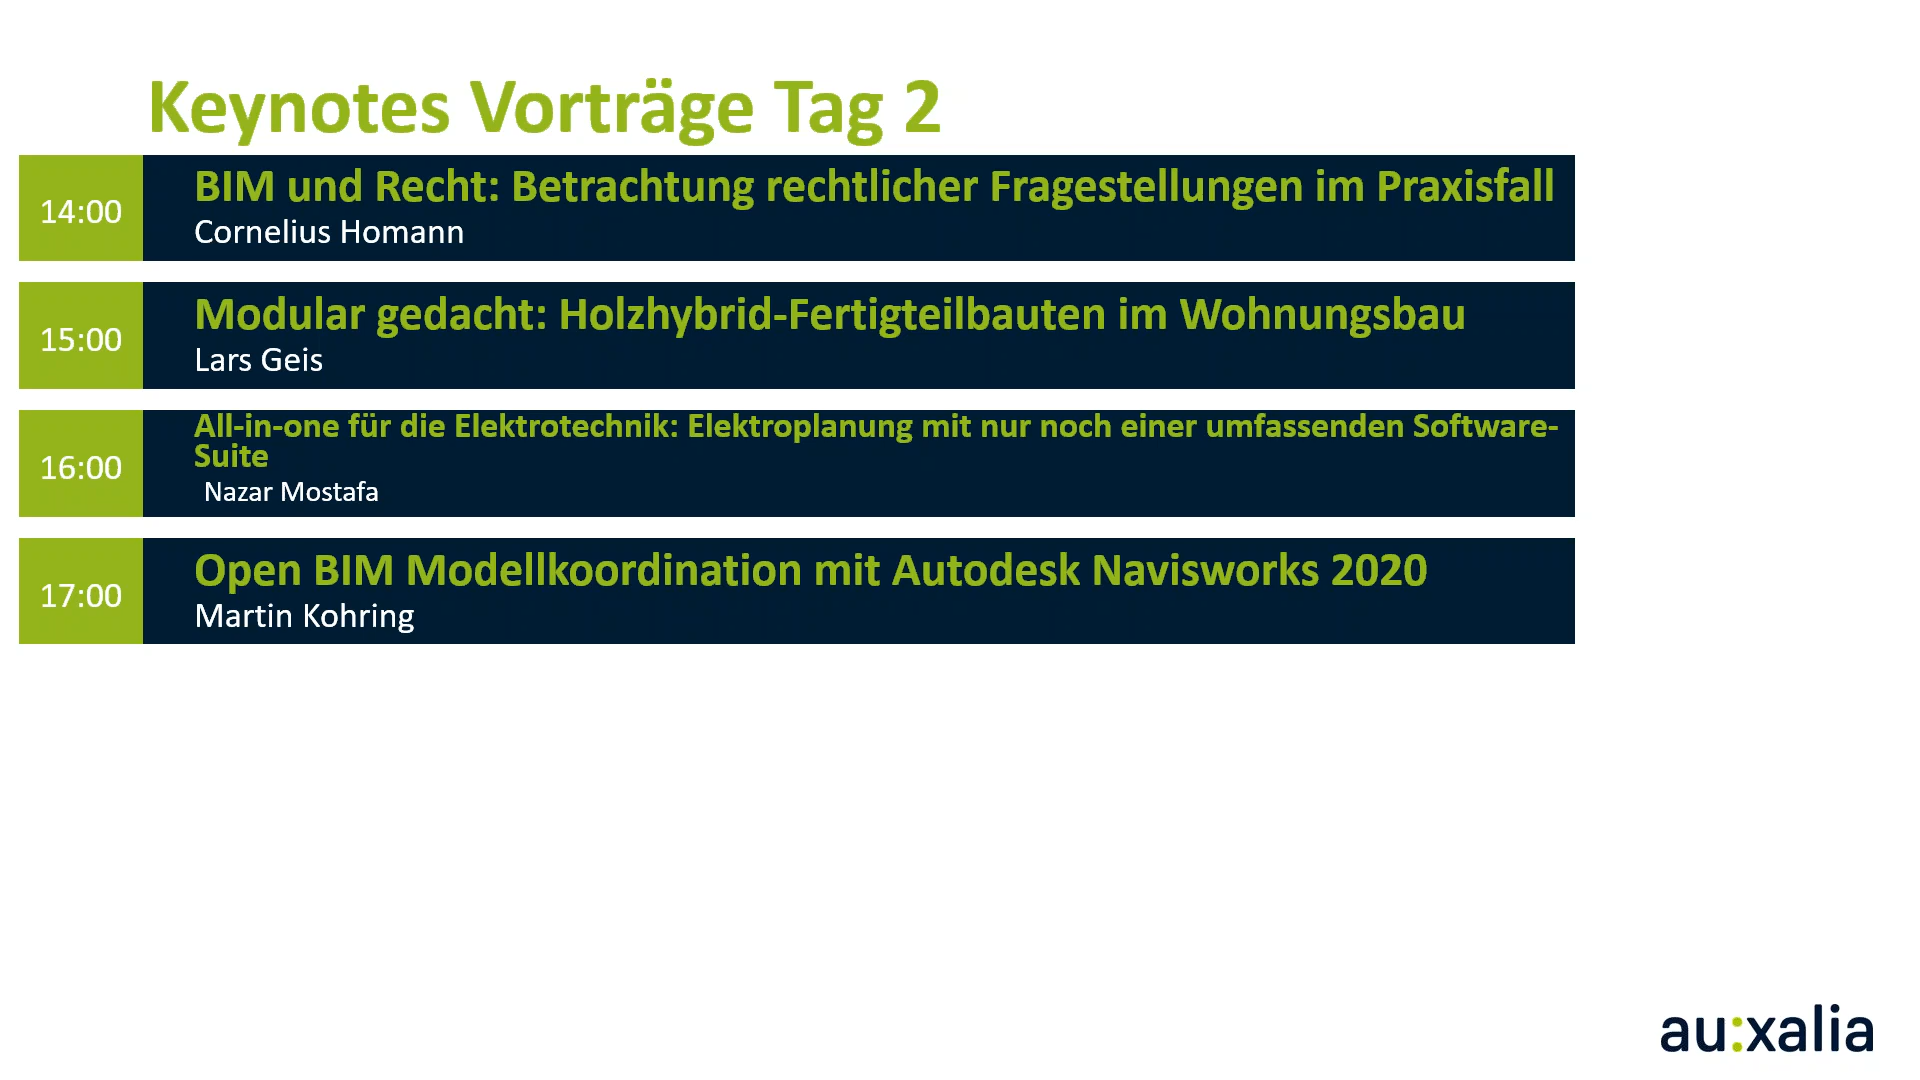 Keynotes Vorträge Tag 2
14:00
BIM und Recht: Betrachtung rechtlicher Fragestellungen im Praxisfall
Cornelius Homann
15:00
Modular gedacht: Holzhybrid-Fertigteilbauten im Wohnungsbau
Lars Geis
16:00
All-in-one für die Elektrotechnik: Elektroplanung mit nur noch einer umfassenden Software-
Suite
Nazar Mostafa
17:00
Open BIM Modellkoordination mit Autodesk Navisworks 2020
Martin Kohring
au:xalia